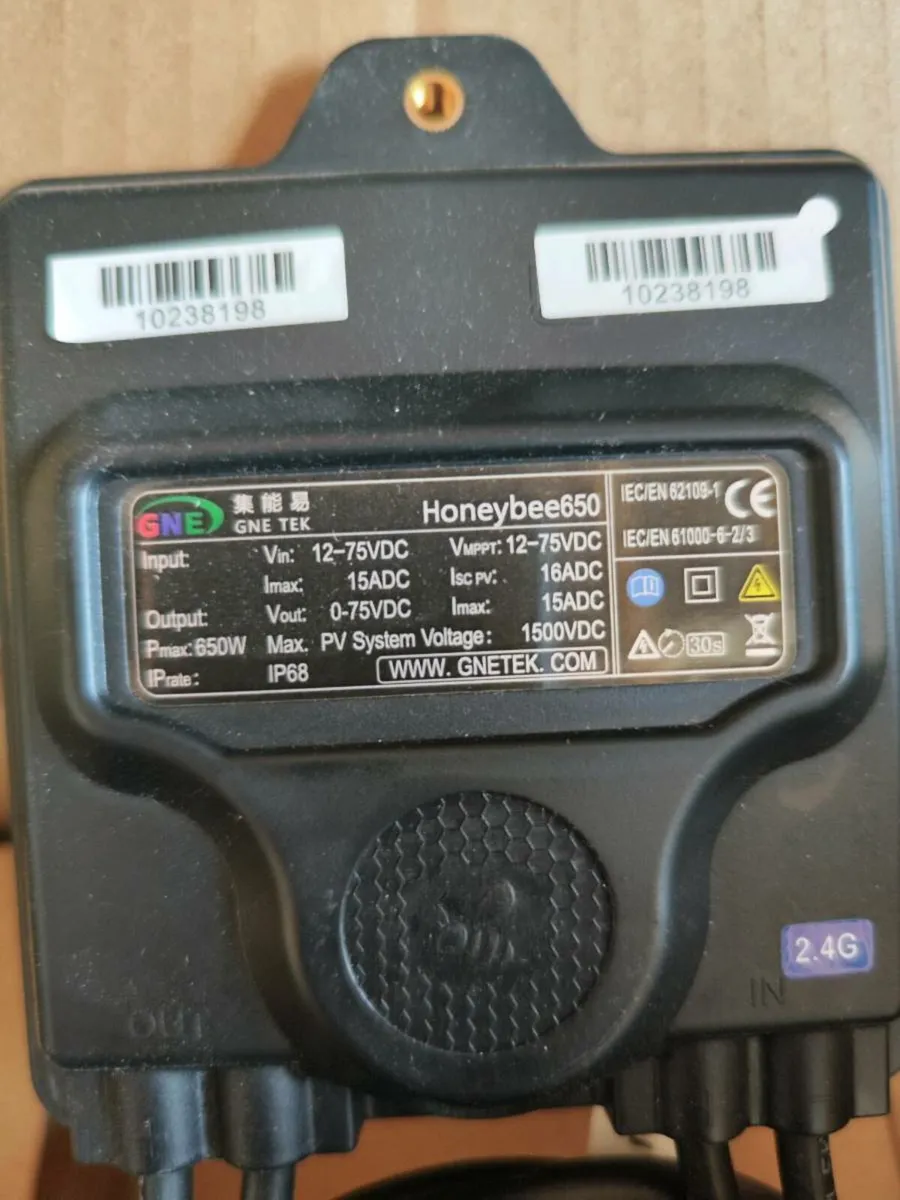 10238198
10238198
GNE 集能易
GNE TEK
Honeybee650
IEC/EN 62109-1 CE
IEC/EN 61000-6-2/3
Input: Vin: 12-75VDC VMPPT: 12-75VDC
Imax: 15ADC ISC PV: 16ADC
Output: Vout: 0-75VDC Imax: 15ADC
Pmax: 650W Max. PV System Voltage: 1500VDC
IPrate: IP68 WWW. GNETEK. COM
30s
2.4G
OUT
IN